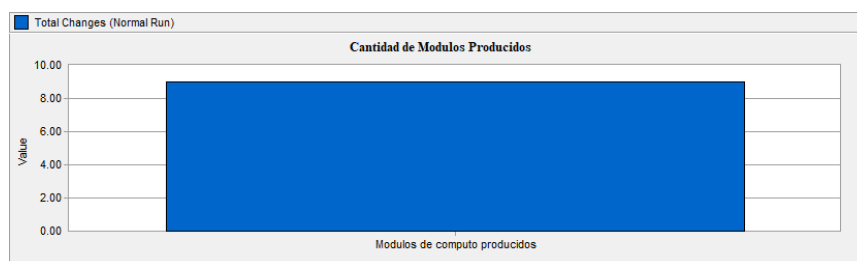 Total Changes (Normal Run)
Cantidad de Modulos Producidos
10.00
8.00
6.00
4.00
2.00
0.00
Value
Modulos de computo producidos